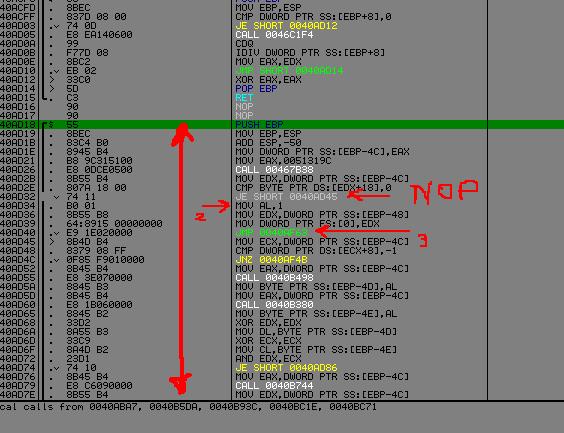 PUSH EBP
40ACFD . 8BEC MOV EBP,ESP
40ACFF . 837D 08 00 CMP DWORD PTR SS:[EBP+8],0
40AD03 . 74 0D JE SHORT 0040AD12
40AD05 . E8 EA140600 CALL 0046C1F4
40AD0A . 99 CDQ
40AD0B . F77D 08 IDIV DWORD PTR SS:[EBP+8]
40AD0E . 8BC2 MOV EAX,EDX
40AD10 . EB 02 JMP SHORT 0040AD14
40AD12 > 33C0 XOR EAX,EAX
40AD14 > 5D POP EBP
40AD15 . C3 RET
40AD16 90 NOP
40AD17 90 NOP
40AD18 $ 55 PUSH EBP
40AD19 . 8BEC MOV EBP,ESP
40AD1B . 83C4 B0 ADD ESP,-50
40AD1E . 8945 B4 MOV DWORD PTR SS:[EBP-4C],EAX
40AD21 . B8 9C315100 MOV EAX,0051319C
40AD26 . E8 0DCE0500 CALL 00467B38
40AD2B . 8B55 B4 MOV EDX,DWORD PTR SS:[EBP-4C]
40AD2E . 807A 18 00 CMP BYTE PTR DS:[EDX+18],0
40AD32 . 74 11 JE SHORT 0040AD45 NOP
40AD34 . B0 01 2 MOV AL,1
40AD36 . 8B55 B8 MOV EDX,DWORD PTR SS:[EBP-48]
40AD39 . 64:8915 00000000 MOV DWORD PTR FS:[0],EDX
40AD40 . E9 1E020000 JMP 0040AF63 3
40AD45 > 8B4D B4 MOV ECX,DWORD PTR SS:[EBP-4C]
40AD48 . 8379 08 FF CMP DWORD PTR DS:[ECX+8],-1
40AD4C . 0F85 F9010000 JNZ 0040AF4B
40AD52 . 8B45 B4 MOV EAX,DWORD PTR SS:[EBP-4C]
40AD55 . E8 3E070000 CALL 0040B498
40AD5A . 8845 B3 MOV BYTE PTR SS:[EBP-4D],AL
40AD5D . 8B45 B4 MOV EAX,DWORD PTR SS:[EBP-4C]
40AD60 . E8 1B060000 CALL 0040B380
40AD65 . 8845 B2 MOV BYTE PTR SS:[EBP-4E],AL
40AD68 . 33D2 XOR EDX,EDX
40AD6A . 8A55 B3 MOV DL,BYTE PTR SS:[EBP-4D]
40AD6D . 33C9 XOR ECX,ECX
40AD6F . 8A4D B2 MOV CL,BYTE PTR SS:[EBP-4E]
40AD72 . 23D1 AND EDX,ECX
40AD74 . 74 10 JE SHORT 0040AD86
40AD76 . 8B45 B4 MOV EAX,DWORD PTR SS:[EBP-4C]
40AD79 . E8 C6090000 CALL 0040B744
40AD7E . 8B55 B4 MOV EDX,DWORD PTR SS:[EBP-4C]
cal calls from 0040ABA7, 0040B5DA, 0040B93C, 0040BC1E, 0040BC71